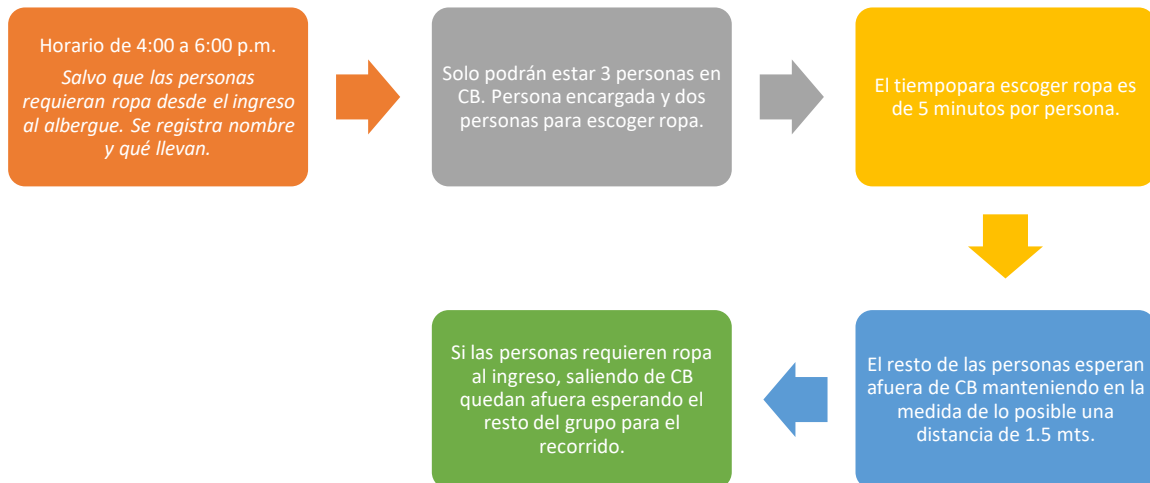 Horario de 4:00 a 6:00 p.m.
Salvo que las personas
requieran ropa desde el ingreso
al albergue. Se registra nombre
y qué llevan.
Solo podrán estar 3 personas en
CB. Persona encargada y dos
personas para escoger ropa.
El tiempopara escoger ropa es
de 5 minutos por persona.
El resto de las personas esperan
afuera de CB manteniendo en la
medida de lo posible una
distancia de 1.5 mts.
Si las personas requieren ropa
al ingreso, saliendo de CB
quedan afuera esperando el
resto del grupo para el
recorrido.